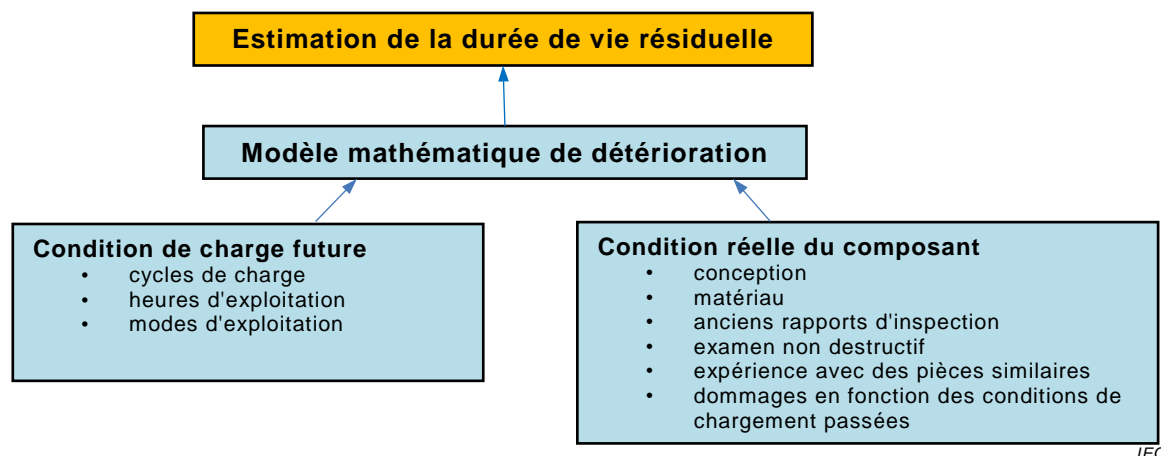 Estimation de la durée de vie résiduelle
Modèle mathématique de détérioration
Condition de charge future
• cycles de charge
• heures d'exploitation
• modes d'exploitation
Condition réelle du composant
• conception
• matériau
• anciens rapports d'inspection
• examen non destructif
• expérience avec des pièces similaires
• dommages en fonction des conditions de
chargement passées
IEC